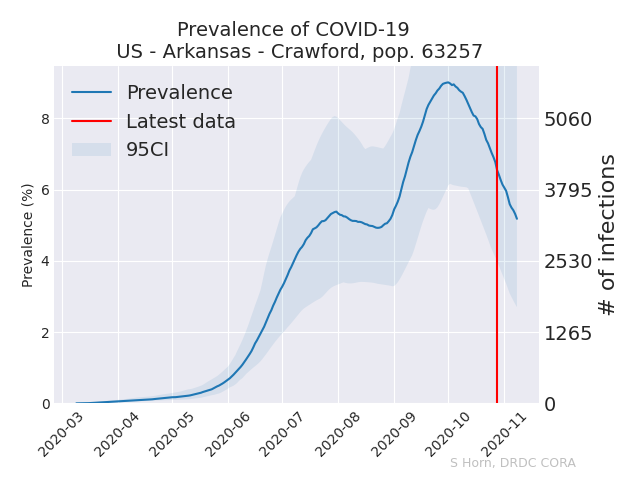 Prevalence of COVID-19
US - Arkansas - Crawford, pop. 63257
Prevalence
Latest data
95CI
Prevalence (%)
8
6
4
2
0
5060
3795
2530
1265
0
# of infections
2020-03
2020-04
2020-05
2020-06
2020-07
2020-08
2020-09
2020-10
2020-11
S Horn, DRDC CORA